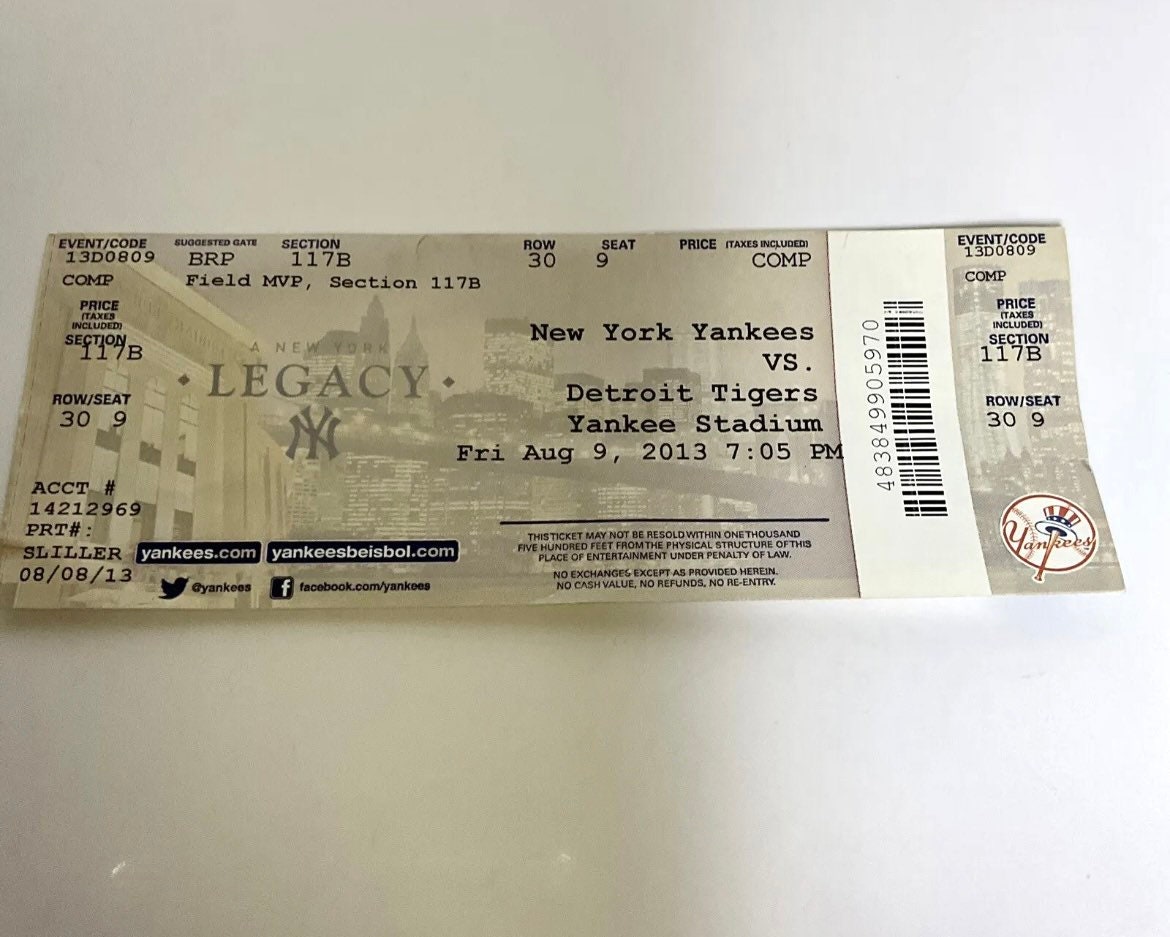 EVENT/CODE SUGGESTED GATE SECTION ROW SEAT PRICE (TAXES INCLUDED)
13D0809 BRP 117B 30 9 COMP
COMP Field MVP, Section 117B
PRICE
(TAXES
INCLUDED)
SECTION
117B
ROW/SEAT
30 9
ACCT #
14212969
PRT#:
SLILLER
08/08/13
A NEW YORK
LEGACY
NY
yankees.com yankeesbeisbol.com
@yankees facebook.com/yankees
New York Yankees
VS.
Detroit Tigers
Yankee Stadium
Fri Aug 9, 2013 7:05 PM
THIS TICKET MAY NOT BE RESOLD WITHIN ONE THOUSAND
FIVE HUNDRED FEET FROM THE PHYSICAL STRUCTURE OF THIS
PLACE OF ENTERTAINMENT UNDER PENALTY OF LAW.
NO EXCHANGES EXCEPT AS PROVIDED HEREIN.
NO CASH VALUE, NO REFUNDS, NO RE-ENTRY.
4838499905970
EVENT/CODE
13D0809
COMP
PRICE
(TAXES
INCLUDED)
SECTION
117B
ROW/SEAT
30 9
Yankees